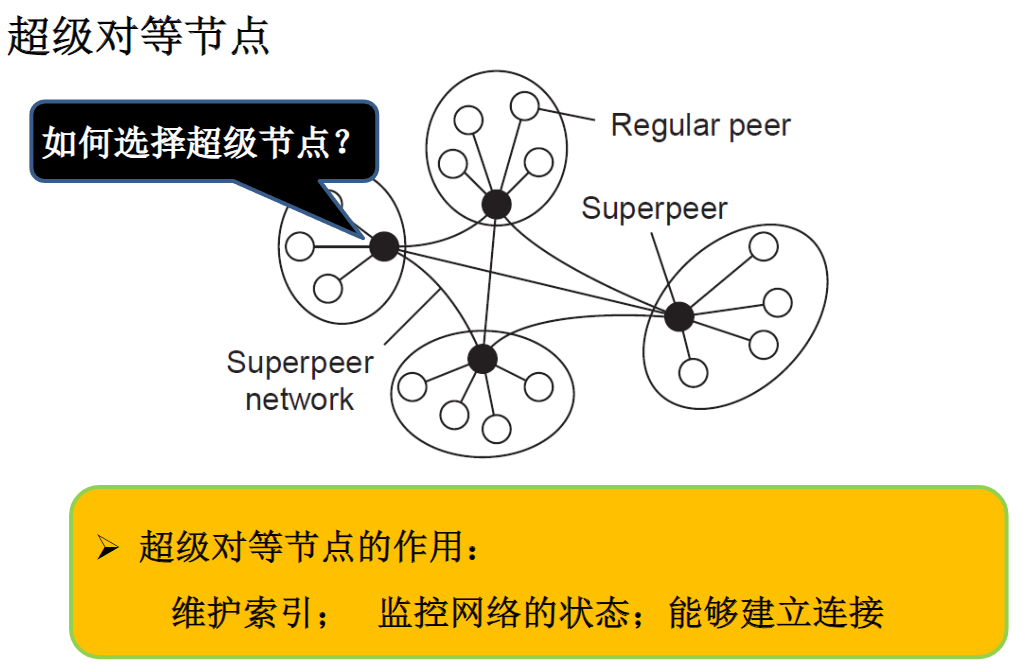 超级对等节点
如何选择超级节点？
Regular peer
Superpeer
Superpeer
network
➢ 超级对等节点的作用：
维护索引； 监控网络的状态；能够建立连接